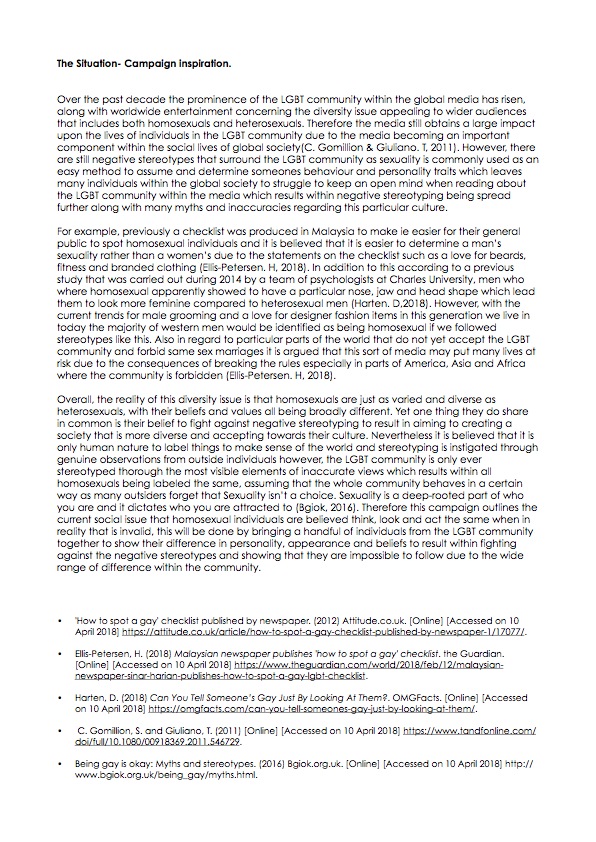 The Situation- Campaign inspiration.
Over the past decade the prominence of the LGBT community within the global media has risen,
along with worldwide entertainment concerning the diversity issue appealing to wider audiences
that includes both homosexuals and heterosexuals. Therefore the media still obtains a large impact
upon the lives of individuals in the LGBT community due to the media becoming an important
component within the social lives of global society(C. Gomillion & Giuliano. T, 2011). However, there
are still negative stereotypes that surround the LGBT community as sexuality is commonly used as an
easy method to assume and determine someones behaviour and personality traits which leaves
many individuals within the global society to struggle to keep an open mind when reading about
the LGBT community within the media which results within negative stereotyping being spread
further along with many myths and inaccuracies regarding this particular culture.
For example, previously a checklist was produced in Malaysia to make ie easier for their general
public to spot homosexual individuals and it is believed that it is easier to determine a man's
sexuality rather than a women's due to the statements on the checklist such as a love for beards,
fitness and branded clothing (Ellis-Petersen. H, 2018). In addition to this according to a previous
study that was carried out during 2014 by a team of psychologists at Charles University, men who
where homosexual apparently showed to have a particular nose, jaw and head shape which lead
them to look more feminine compared to heterosexual men (Harten. D,2018). However, with the
current trends for male grooming and a love for designer fashion items in this generation we live in
today the majority of western men would be identified as being homosexual if we followed
stereotypes like this. Also in regard to particular parts of the world that do not yet accept the LGBT
community and forbid same sex marriages it is argued that this sort of media may put many lives at
risk due to the consequences of breaking the rules especially in parts of America, Asia and Africa
where the community is forbidden (Ellis-Petersen. H, 2018).
Overall, the reality of this diversity issue is that homosexuals are just as varied and diverse as
heterosexuals, with their beliefs and values all being broadly different. Yet one thing they do share
in common is their belief to fight against negative stereotyping to result in aiming to creating a
society that is more diverse and accepting towards their culture. Nevertheless it is believed that it is
only human nature to label things to make sense of the world and stereotyping is instigated through
genuine observations from outside individuals however, the LGBT community is only ever
stereotyped thorough the most visible elements of inaccurate views which results within all
homosexuals being labeled the same, assuming that the whole community behaves in a certain
way as many outsiders forget that Sexuality isn't a choice. Sexuality is a deep-rooted part of who
you are and it dictates who you are attracted to (Bgiok, 2016). Therefore this campaign outlines the
current social issue that homosexual individuals are believed think, look and act the same when in
reality that is invalid, this will be done by bringing a handful of individuals from the LGBT community
together to show their difference in personality, appearance and beliefs to result within fighting
against the negative stereotypes and showing that they are impossible to follow due to the wide
range of difference within the community.
• 'How to spot a gay' checklist published by newspaper. (2012) Attitude.co.uk. [Online] [Accessed on 10
April 2018] https://attitude.co.uk/article/how-to-spot-a-gay-checklist-published-by-newspaper-1/17077/.
• Ellis-Petersen, H. (2018) Malaysian newspaper publishes 'how to spot a gay' checklist. the Guardian.
[Online] [Accessed on 10 April 2018] https://www.theguardian.com/world/2018/feb/12/malaysian-
newspaper-sinar-harian-publishes-how-to-spot-a-gay-lgbt-checklist.
• Harten, D. (2018) Can You Tell Someone's Gay Just By Looking At Them?. OMGFacts. [Online] [Accessed
on 10 April 2018] https://omgfacts.com/can-you-tell-someones-gay-just-by-looking-at-them/.
• C. Gomillion, S. and Giuliano, T. (2011) [Online] [Accessed on 10 April 2018] https://www.tandfonline.com/
doi/full/10.1080/00918369.2011.546729.
• Being gay is okay: Myths and stereotypes. (2016) Bgiok.org.uk. [Online] [Accessed on 10 April 2018] http://
www.bgiok.org.uk/being_gay/myths.html.